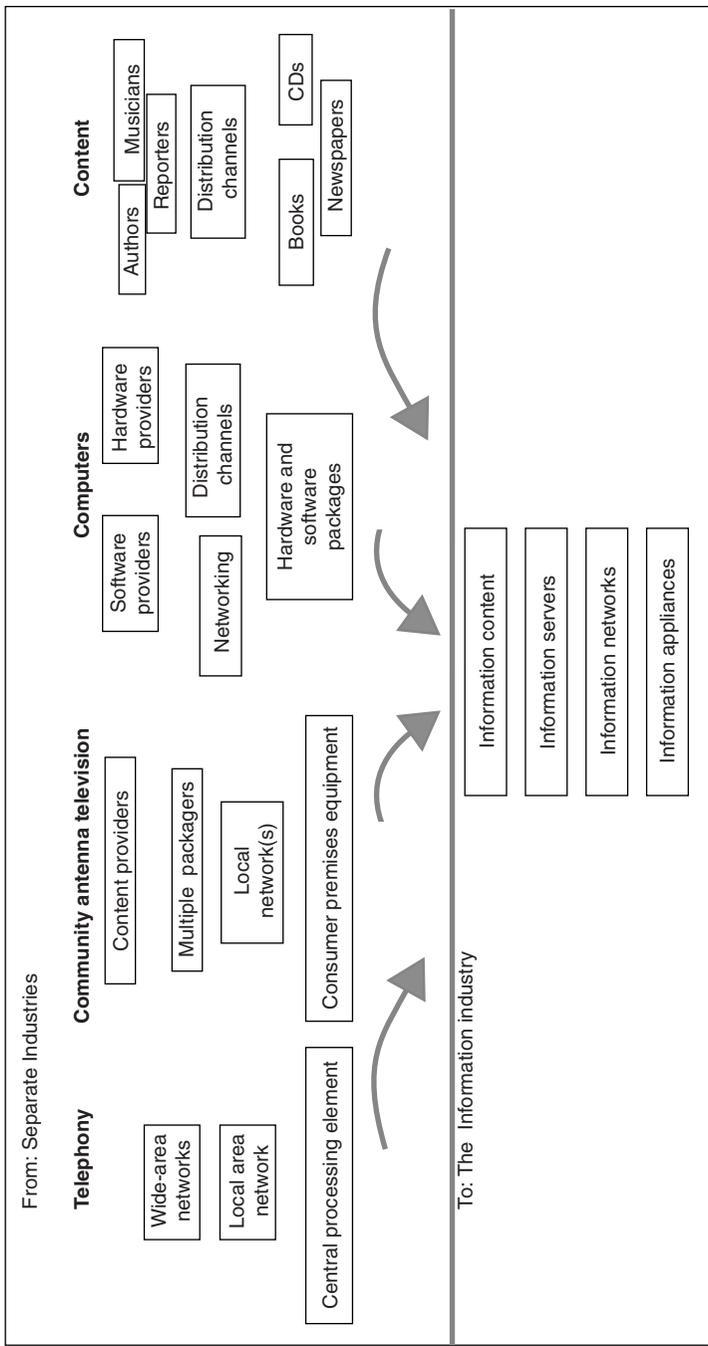 From: Separate Industries
Telephony
Wide-area
networks
Local area
network
Central processing element
Community antenna television
Content providers
Multiple packagers
Local
network(s)
Consumer premises equipment
Computers
Software
providers
Hardware
providers
Networking
Distribution
channels
Hardware and
software
packages
Content
Authors
Musicians
Reporters
Distribution
channels
Books
CDs
Newspapers
To: The Information industry
Information content
Information servers
Information networks
Information appliances